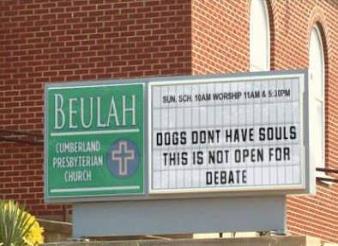 BEULAH
CUMBERLAND
PRESBYTERIAN
CHURCH
SUN. SCH. 10AM WORSHIP 11AM & 5:30PM
DOGS DONT HAVE SOULS
THIS IS NOT OPEN FOR
DEBATE